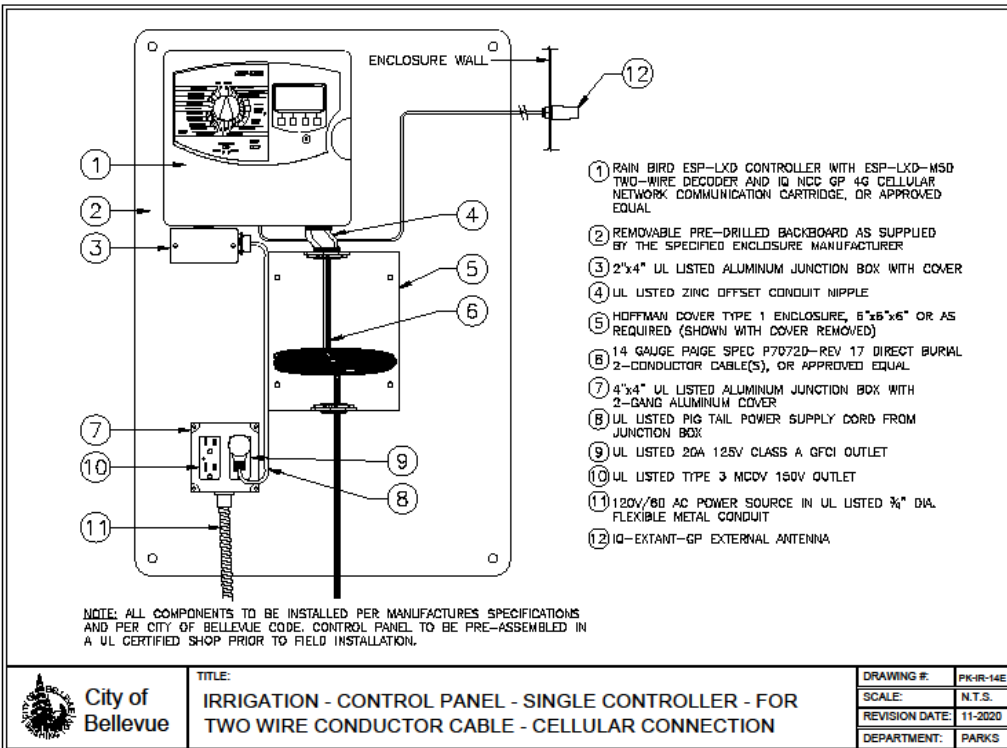 ENCLOSURE WALL
12
1
2
3
4
5
6
7
10
9
8
11
1 RAIN BIRD ESP-LXD CONTROLLER WITH ESP-LXD-M50
TWO-WIRE DECODER AND IQ NCC GP 4G CELLULAR
NETWORK COMMUNICATION CARTRIDGE, OR APPROVED
EQUAL
2 REMOVABLE PRE-DRILLED BACKBOARD AS SUPPLIED
BY THE SPECIFIED ENCLOSURE MANUFACTURER
3 2"x4" UL LISTED ALUMINUM JUNCTION BOX WITH COVER
4 UL LISTED ZINC OFFSET CONDUIT NIPPLE
5 HOFFMAN COVER TYPE 1 ENCLOSURE, 6"x6"x6" OR AS
REQUIRED (SHOWN WITH COVER REMOVED)
6 14 GAUGE PAIGE SPEC P7072D-REV 17 DIRECT BURIAL
2-CONDUCTOR CABLE(S), OR APPROVED EQUAL
7 4"x4" UL LISTED ALUMINUM JUNCTION BOX WITH
2-GANG ALUMINUM COVER
8 UL LISTED PIG TAIL POWER SUPPLY CORD FROM
JUNCTION BOX
9 UL LISTED 20A 125V CLASS A GFCI OUTLET
10 UL LISTED TYPE 3 MCOV 150V OUTLET
11 120V/60 AC POWER SOURCE IN UL LISTED ¾" DIA.
FLEXIBLE METAL CONDUIT
12 IQ-EXTANT-GP EXTERNAL ANTENNA
NOTE: ALL COMPONENTS TO BE INSTALLED PER MANUFACTURES SPECIFICATIONS
AND PER CITY OF BELLEVUE CODE. CONTROL PANEL TO BE PRE-ASSEMBLED IN
A UL CERTIFIED SHOP PRIOR TO FIELD INSTALLATION.
City of
Bellevue
TITLE:
IRRIGATION - CONTROL PANEL - SINGLE CONTROLLER - FOR
TWO WIRE CONDUCTOR CABLE - CELLULAR CONNECTION
DRAWING #: PK-IR-14E
SCALE: N.T.S.
REVISION DATE: 11-2020
DEPARTMENT: PARKS